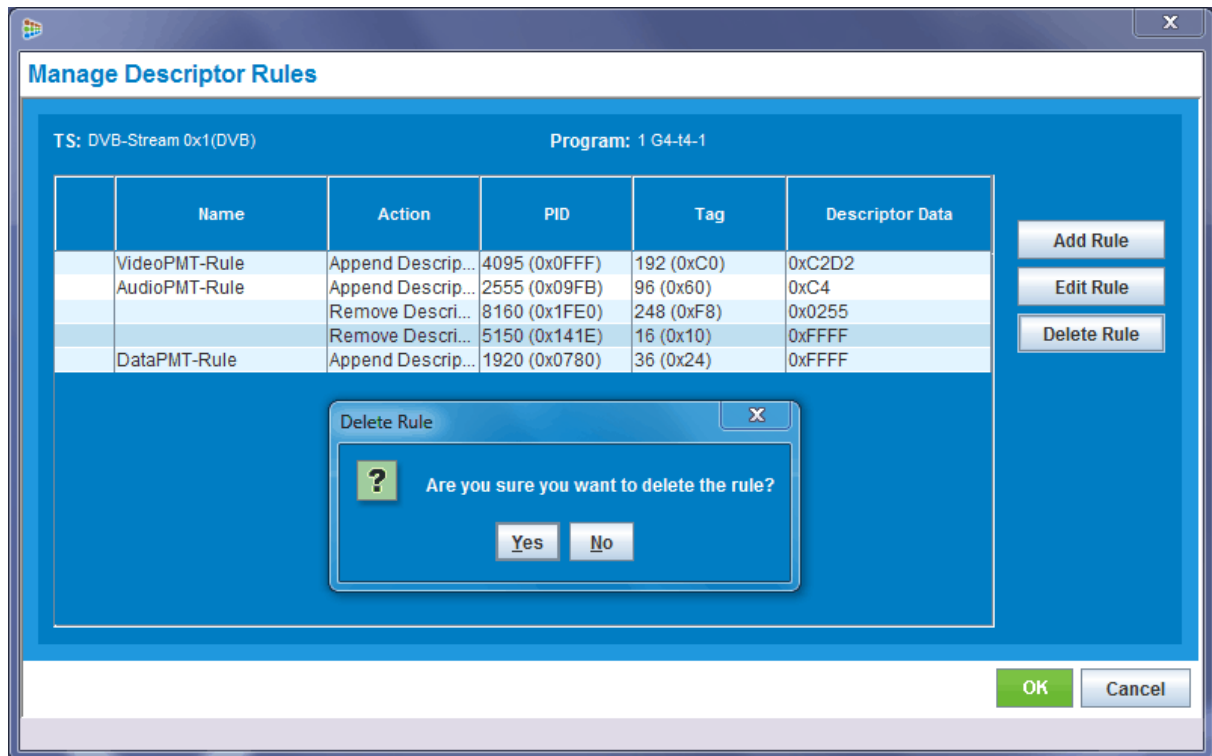 Manage Descriptor Rules
TS: DVB-Stream 0x1(DVB) Program: 1 G4-t4-1
Name Action PID Tag Descriptor Data
VideoPMT-Rule Append Descrip... 4095 (0x0FFF) 192 (0xC0) 0xC2D2
AudioPMT-Rule Append Descrip... 2555 (0x09FB) 96 (0x60) 0xC4
Remove Descri... 8160 (0x1FE0) 248 (0xF8) 0x0255
Remove Descri... 5150 (0x141E) 16 (0x10) 0xFFFF
DataPMT-Rule Append Descrip... 1920 (0x0780) 36 (0x24) 0xFFFF
Add Rule
Edit Rule
Delete Rule
Delete Rule
Are you sure you want to delete the rule?
Yes No
OK Cancel